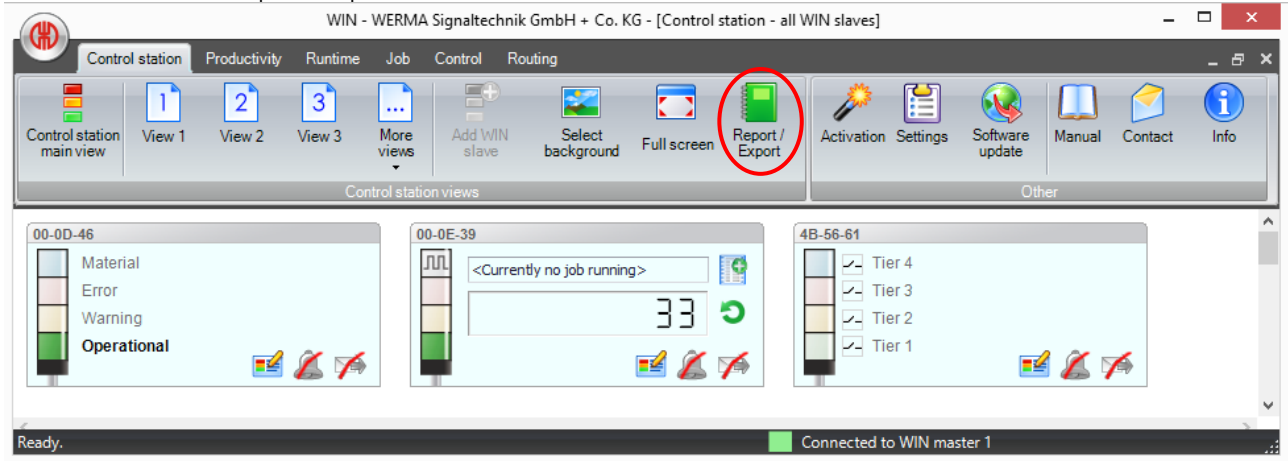 WIN - WERMA Signaltechnik GmbH + Co. KG - [Control station - all WIN slaves]
Control station Productivity Runtime Job Control Routing
1 2 3 ...
Control station main view View 1 View 2 View 3 More views Add WIN slave Select background Full screen Report / Export Activation Settings Software update Manual Contact Info
Control station views Other
00-0D-46
Material
Error
Warning
Operational
00-0E-39
<Currently no job running>
33
4B-56-61
Tier 4
Tier 3
Tier 2
Tier 1
Ready. Connected to WIN master 1